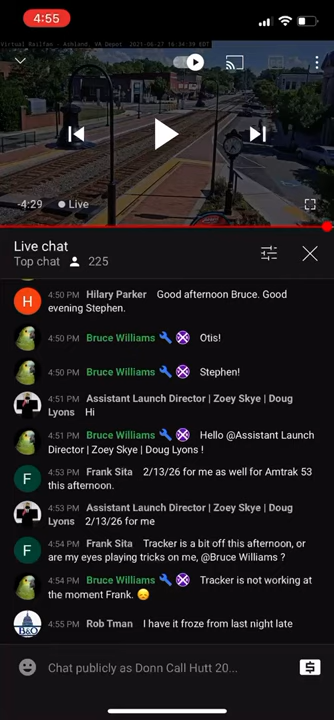 4:55
Virtual Railfan - Ashland, VA Depot 2021-06-27 16:34:39 EDT
-4:29 Live
Live chat
Top chat 225
H 4:50 PM Hilary Parker Good afternoon Bruce. Good
evening Stephen.
4:50 PM Bruce Williams Otis!
4:50 PM Bruce Williams Stephen!
4:51 PM Assistant Launch Director | Zoey Skye | Doug
Lyons Hi
4:51 PM Bruce Williams Hello @Assistant Launch
Director | Zoey Skye | Doug Lyons !
F 4:53 PM Frank Sita 2/13/26 for me as well for Amtrak 53
this afternoon.
4:53 PM Assistant Launch Director | Zoey Skye | Doug
Lyons 2/13/26 for me
F 4:54 PM Frank Sita Tracker is a bit off this afternoon, or
are my eyes playing tricks on me, @Bruce Williams ?
4:54 PM Bruce Williams Tracker is not working at
the moment Frank. 😞
B&O 4:55 PM Rob Tman I have it froze from last night late
Chat publicly as Donn Call Hutt 20... $